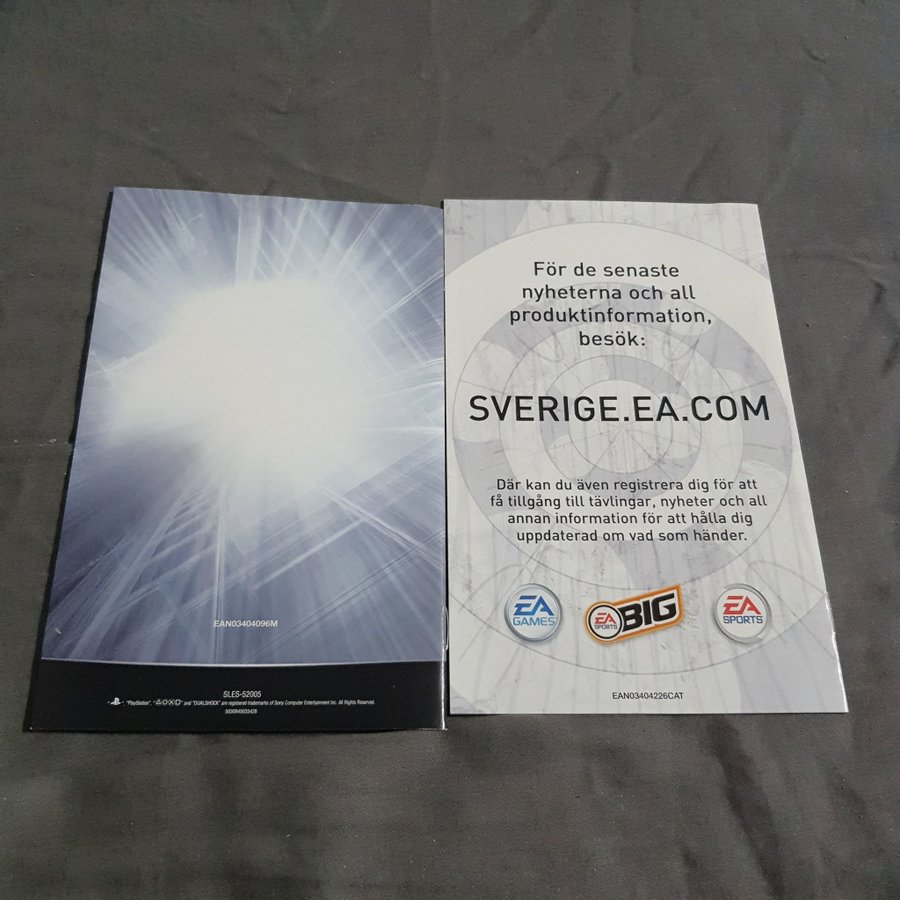 EAN03404096M
SLES-52005
"PlayStation", "△○✕□" and "DUALSHOCK" are registered trademarks of Sony Computer Entertainment Inc. All Rights Reserved.
5030945035428
För de senaste
nyheterna och all
produktinformation,
besök:
SVERIGE.EA.COM
Där kan du även registrera dig för att
få tillgång till tävlingar, nyheter och all
annan information för att hålla dig
uppdaterad om vad som händer.
EA GAMES
EA SPORTS BIG
EA SPORTS
EAN03404226CAT